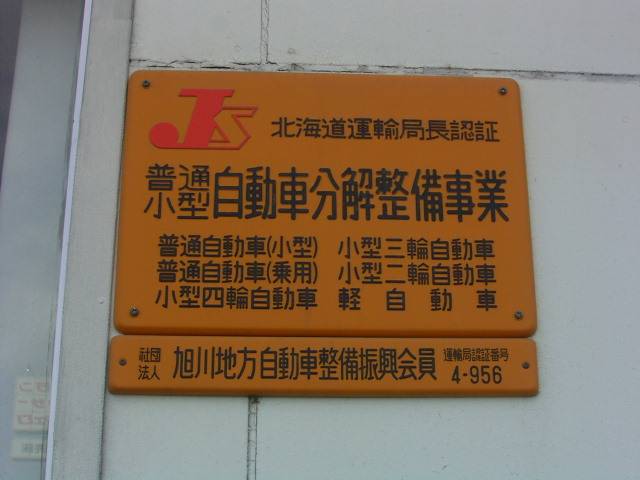 JS 北海道運輸局長認証
普通
小型 自動車分解整備事業
普通自動車(小型) 小型三輪自動車
普通自動車(乗用) 小型二輪自動車
小型四輪自動車 軽自動車
社団
法人 旭川地方自動車整備振興会員
運輸局認証番号
4-956